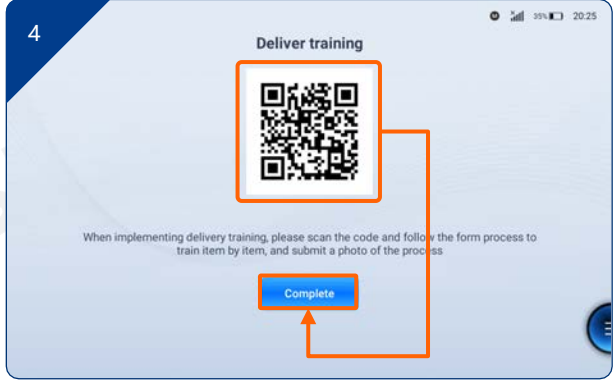 4
35% 20:25
Deliver training
When implementing delivery training, please scan the code and follow the form process to
train item by item, and submit a photo of the process
Complete